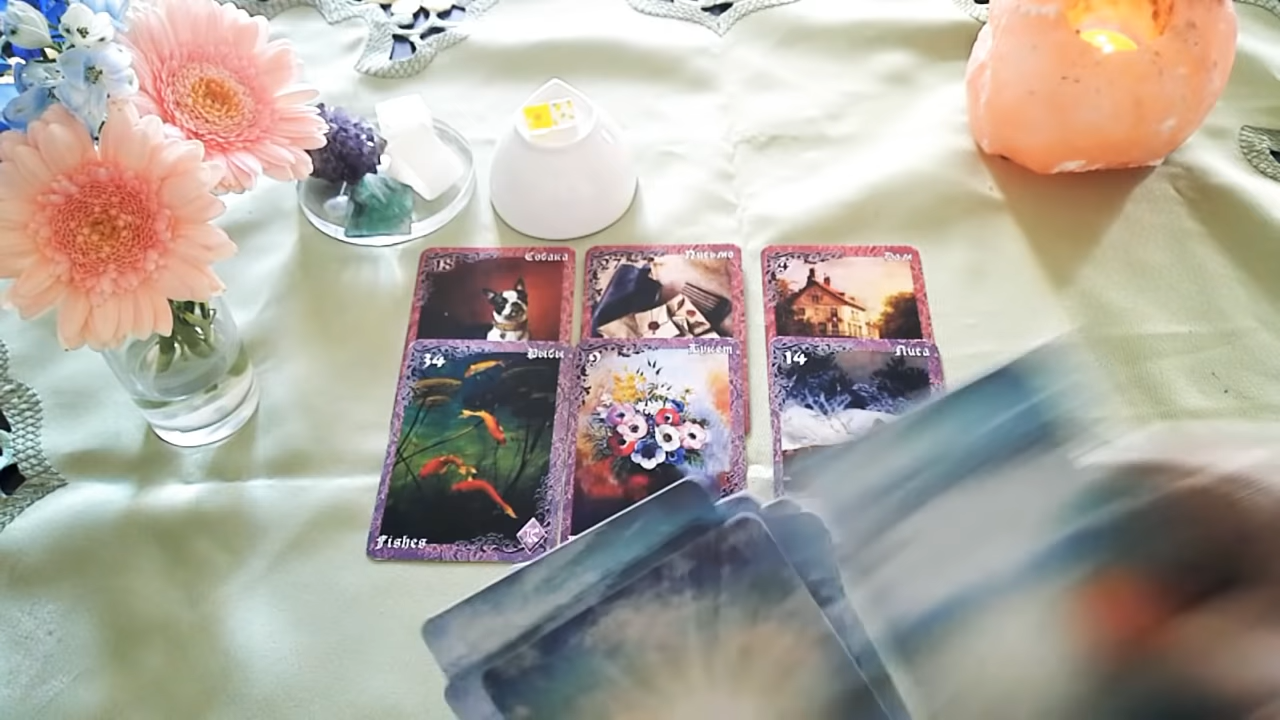 18 Собака
Письмо
Дом
34 Рыбы
9 Букет
14 Лиса
Fishes
K